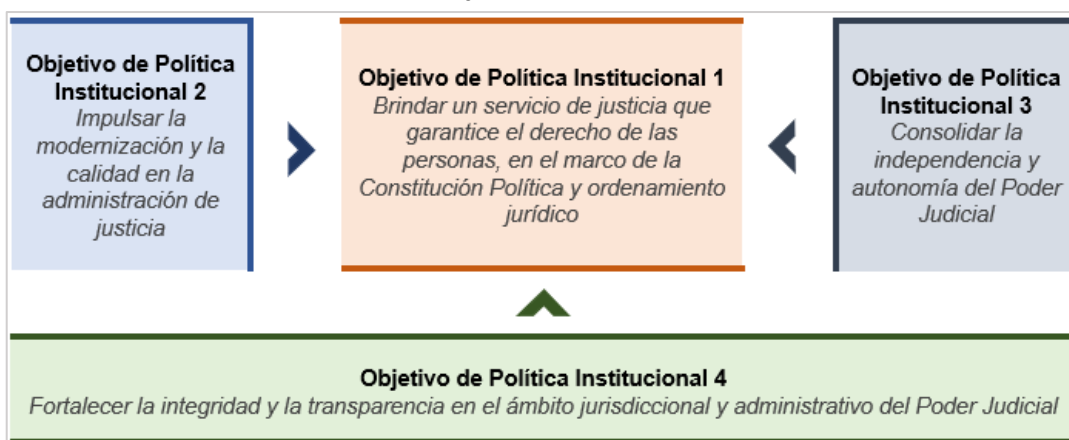 Objetivo de Política
Institucional 2
Impulsar la
modernización y la
calidad en la
administración de
justicia
Objetivo de Política Institucional 1
Brindar un servicio de justicia que
garantice el derecho de las
personas, en el marco de la
Constitución Política y ordenamiento
jurídico
Objetivo de Política
Institucional 3
Consolidar la
independencia y
autonomía del Poder
Judicial
Objetivo de Política Institucional 4
Fortalecer la integridad y la transparencia en el ámbito jurisdiccional y administrativo del Poder Judicial